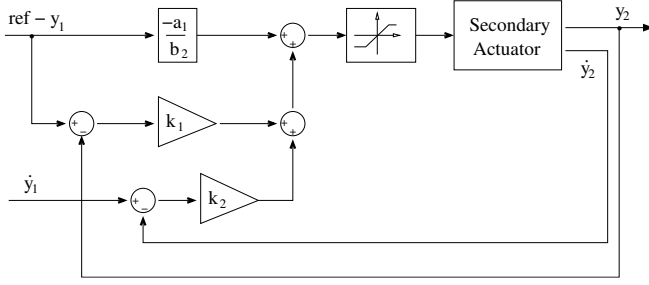 ref – y₁
–a₁
b₂
+
+
Secondary
Actuator
y₂
ẏ₂
+
–
k₁
+
+
ẏ₁
+
–
k₂